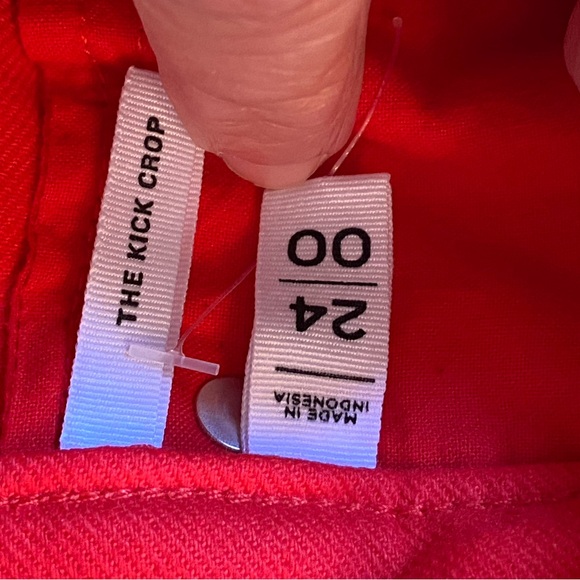 THE KICK CROP
00
24
MADE IN
INDONESIA